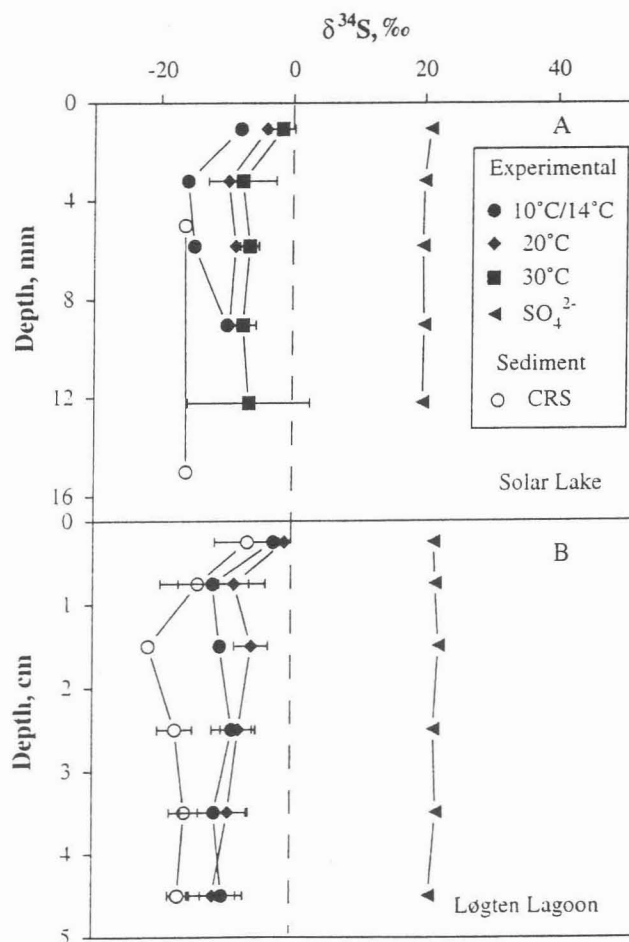 δ³⁴S, ‰
-20 0 20 40
0
4
8
12
16
Depth, mm
A
Experimental
10°C/14°C
20°C
30°C
SO₄²⁻
Sediment
CRS
Solar Lake
0
1
2
3
4
5
Depth, cm
B
Løgten Lagoon